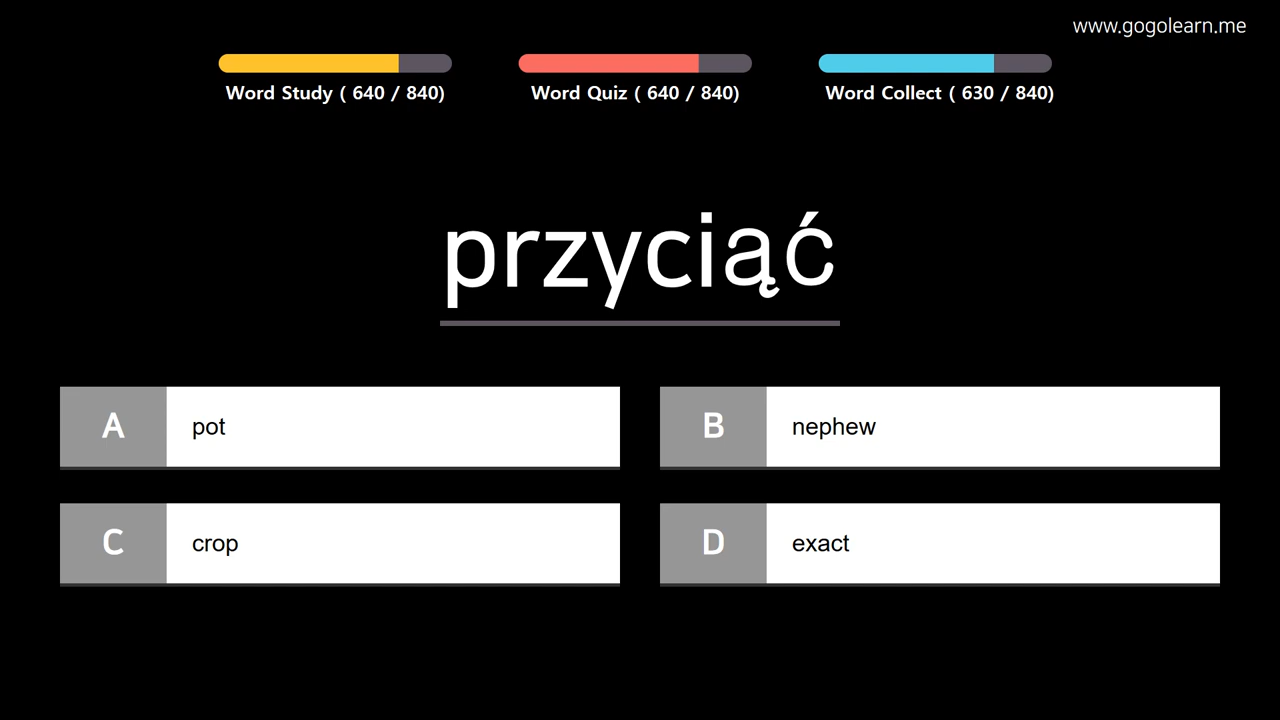 www.gogolearn.me
Word Study ( 640 / 840)
Word Quiz ( 640 / 840)
Word Collect ( 630 / 840)
przyciąć
A pot
B nephew
C crop
D exact